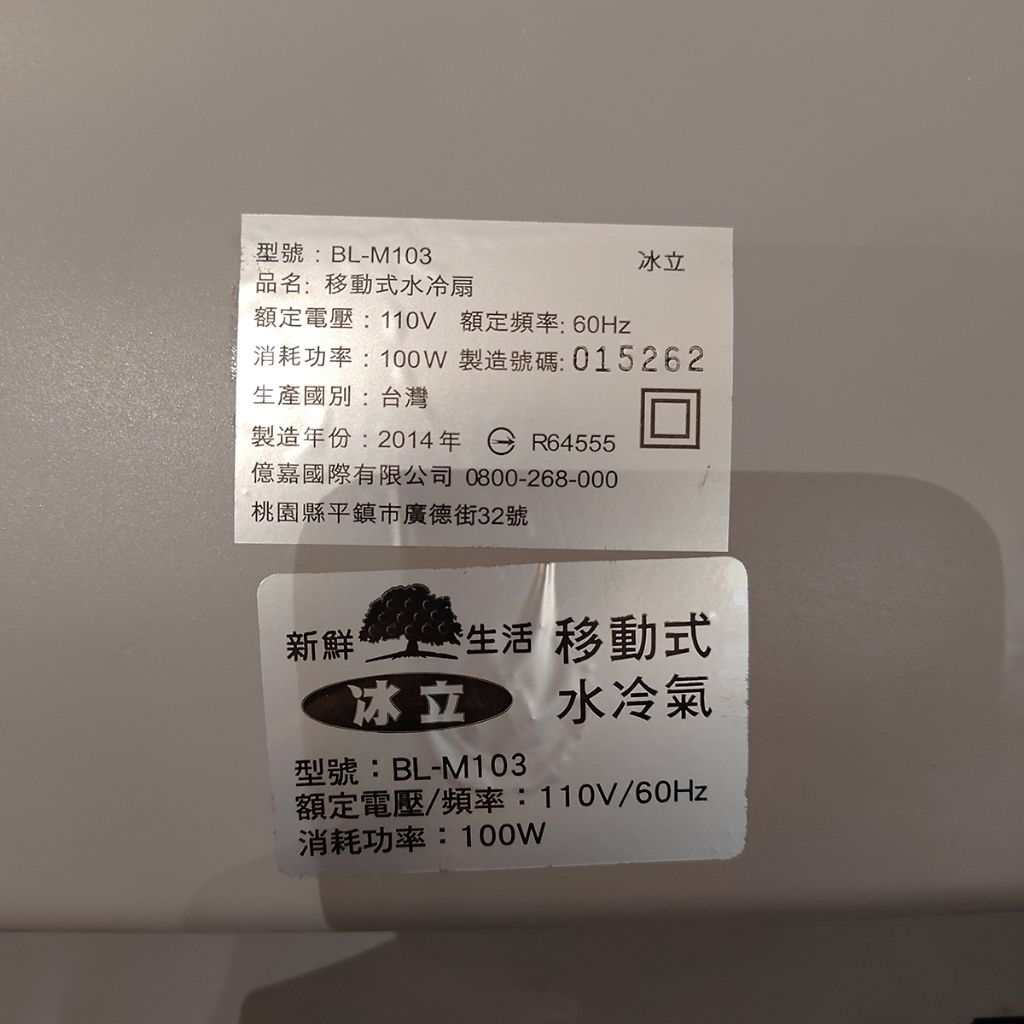 型號：BL-M103 冰立
品名: 移動式水冷扇
額定電壓：110V 額定頻率: 60Hz
消耗功率：100W 製造號碼: 015262
生產國別：台灣
製造年份：2014年 R64555
億嘉國際有限公司 0800-268-000
桃園縣平鎮市廣德街32號
新鮮 生活 移動式
冰立 水冷氣
型號：BL-M103
額定電壓/頻率：110V/60Hz
消耗功率：100W